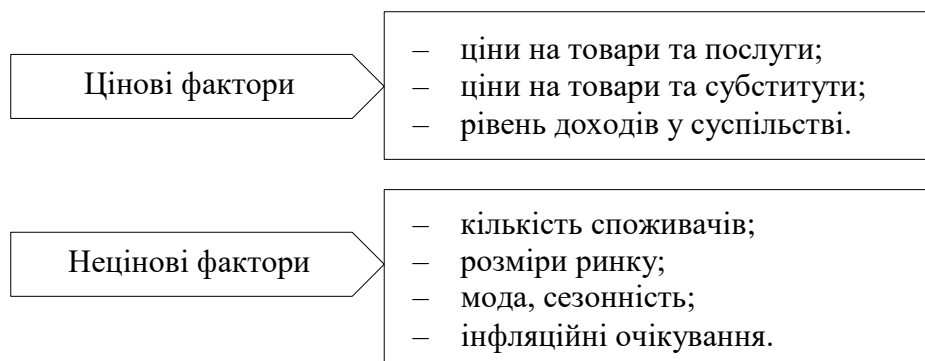 Цінові фактори
– ціни на товари та послуги;
– ціни на товари та субститути;
– рівень доходів у суспільстві.
Нецінові фактори
– кількість споживачів;
– розміри ринку;
– мода, сезонність;
– інфляційні очікування.